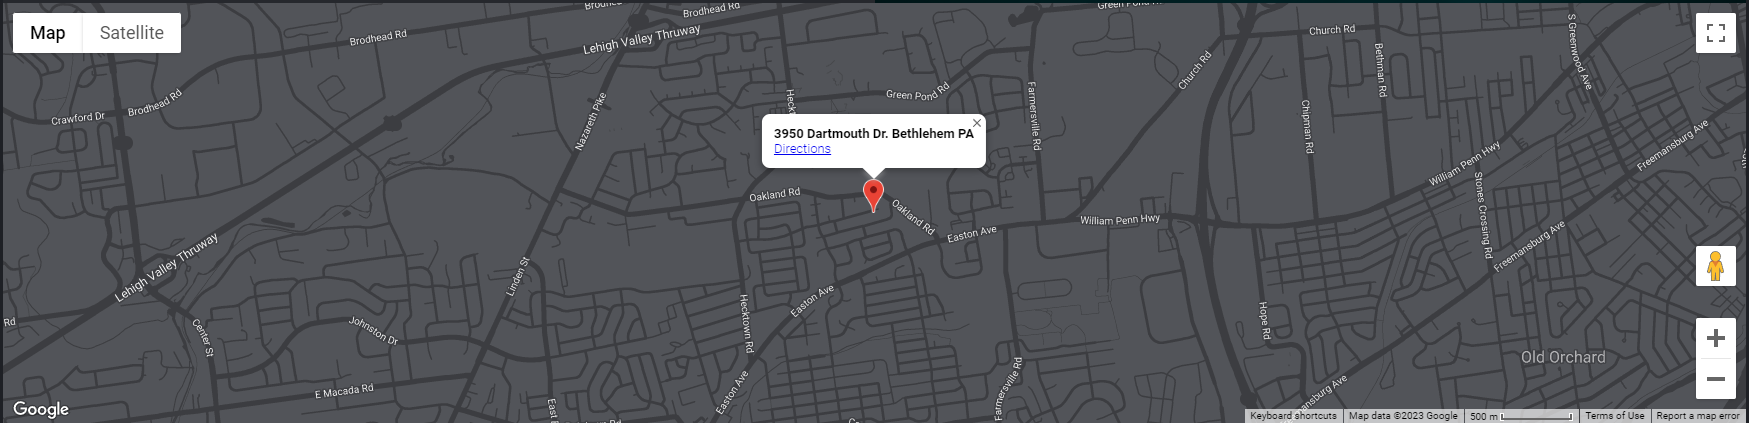 Map
Satellite
Brodhead Rd
Lehigh Valley Thruway
Brodhead Rd
Church Rd
S Greenwood Ave
Bethman Rd
Church Rd
Brodhead Rd
Crawford Dr
Nazareth Pike
Green Pond Rd
Farmersville Rd
Chipman Rd
Freemansburg Ave
3950 Dartmouth Dr. Bethlehem PA
Directions
William Penn Hwy
Stones Crossing Rd
Oakland Rd
Oakland Rd
Easton Ave
William Penn Hwy
Freemansburg Ave
Lehigh Valley Thruway
Linden St
Easton Ave
Hecktown Rd
Hope Rd
Rd
Center St
Johnston Dr
Old Orchard
E Macada Rd
Easton Ave
Farmersville Rd
Google
Keyboard shortcuts
Map data ©2023 Google
500 m
Terms of Use
Report a map error